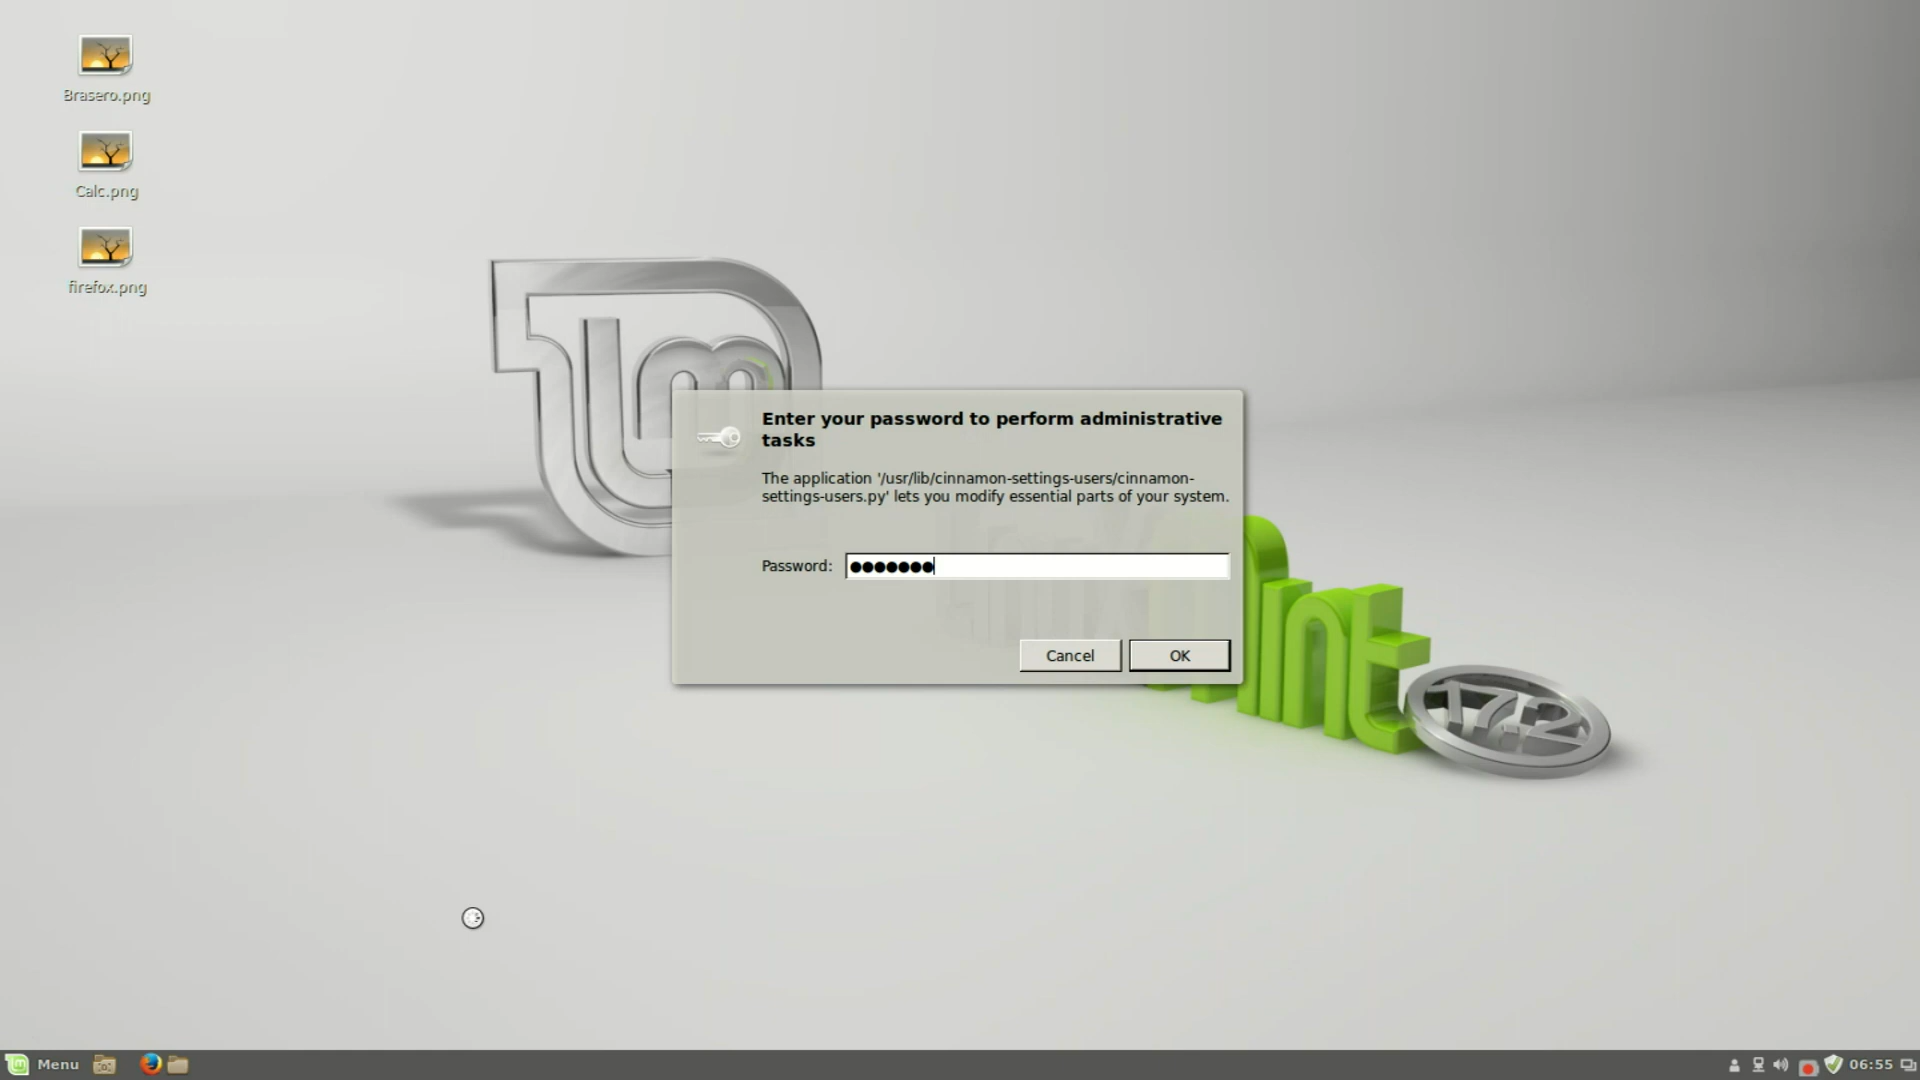 Brasero.png
Calc.png
firefox.png
Enter your password to perform administrative
tasks
The application '/usr/lib/cinnamon-settings-users/cinnamon-
settings-users.py' lets you modify essential parts of your system.
Password: ●●●●●●●
Cancel OK
17.2
Menu 06:55